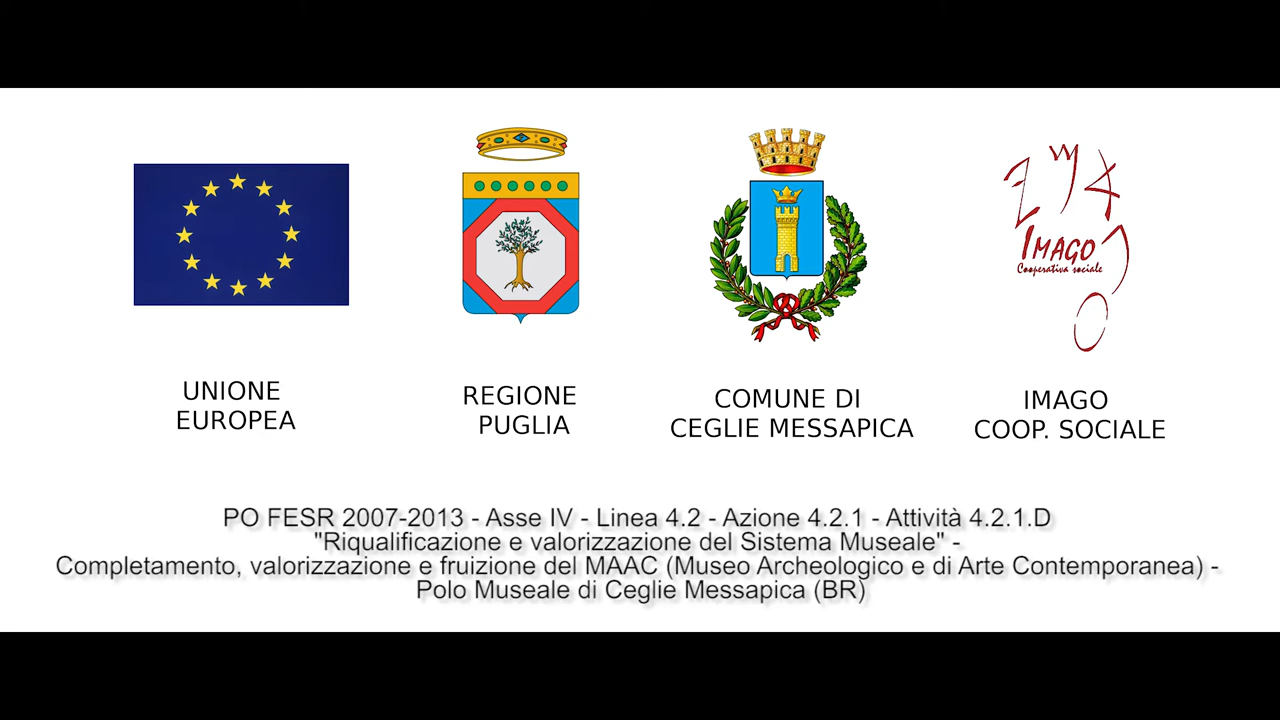 IMAGO
Cooperativa sociale
UNIONE
EUROPEA
REGIONE
PUGLIA
COMUNE DI
CEGLIE MESSAPICA
IMAGO
COOP. SOCIALE
PO FESR 2007-2013 - Asse IV - Linea 4.2 - Azione 4.2.1 - Attività 4.2.1.D
"Riqualificazione e valorizzazione del Sistema Museale" -
Completamento, valorizzazione e fruizione del MAAC (Museo Archeologico e di Arte Contemporanea) -
Polo Museale di Ceglie Messapica (BR)